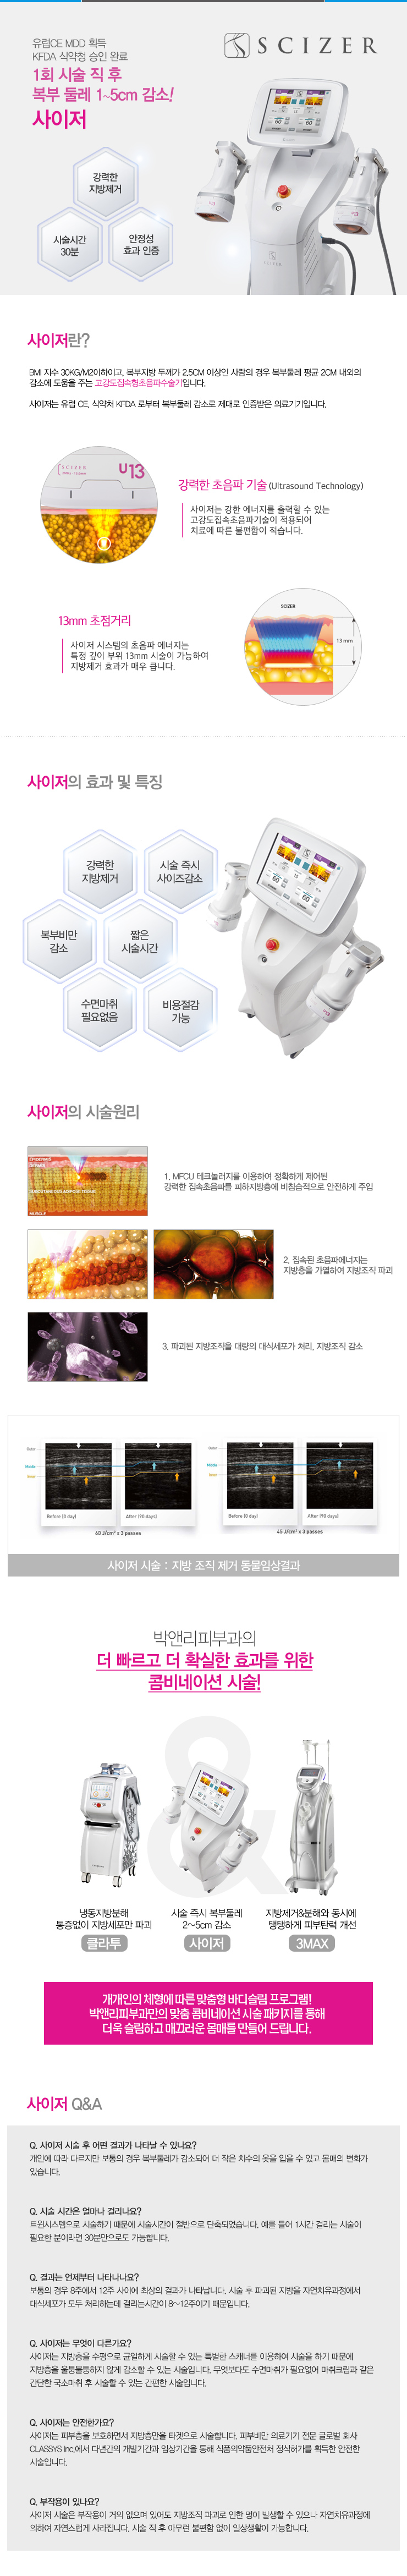 유럽CE MDD 획득
KFDA 식약청 승인 완료
1회 시술 직 후
복부 둘레 1~5cm 감소!
사이저
SCIZER
강력한
지방제거
시술시간
30분
안정성
효과 인증
SCIZER
사이저란?
BMI 지수 30KG/M2이하이고, 복부지방 두께가 2.5CM 이상인 사람의 경우 복부둘레 평균 2CM 내외의
감소에 도움을 주는 고강도집속형초음파수술기입니다.
사이저는 유럽 CE, 식약처 KFDA 로부터 복부둘레 감소로 제대로 인증받은 의료기기입니다.
SCIZER
U13
강력한 초음파 기술 (Ultrasound Technology)
사이저는 강한 에너지를 출력할 수 있는
고강도집속초음파기술이 적용되어
치료에 따른 불편함이 적습니다.
13mm 초점거리
사이저 시스템의 초음파 에너지는
특정 깊이 부위 13mm 시술이 가능하여
지방제거 효과가 매우 큽니다.
SCIZER
13 mm
사이저의 효과 및 특징
강력한
지방제거
시술 즉시
사이즈감소
복부비만
감소
짧은
시술시간
수면마취
필요없음
비용절감
가능
사이저의 시술원리
EPIDERMIS
DERMIS
SUBCUTANEOUS ADIPOSE TISSUE
MUSCLE
1. MFCU 테크놀러지를 이용하여 정확하게 제어된
강력한 집속초음파를 피하지방층에 비침습적으로 안전하게 주입
2. 집속된 초음파에너지는
지방층을 가열하여 지방조직 파괴
3. 파괴된 지방조직을 대량의 대식세포가 처리, 지방조직 감소
Before (0 day)
After (90 days)
Before (0 day)
After (90 days)
사이저 시술 : 지방 조직 제거 동물임상결과
박앤리피부과의
더 빠르고 더 확실한 효과를 위한
콤비네이션 시술!
&
냉동지방분해
통증없이 지방세포만 파괴
클라투
시술 즉시 복부둘레
2~5cm 감소
사이저
지방제거&분해와 동시에
탱탱하게 피부탄력 개선
3MAX
개개인의 체형에 따른 맞춤형 바디슬림 프로그램!
박앤리피부과만의 맞춤 콤비네이션 시술 패키지를 통해
더욱 슬림하고 매끄러운 몸매를 만들어 드립니다.
사이저 Q&A
Q. 사이저 시술 후 어떤 결과가 나타날 수 있나요?
개인에 따라 다르지만 보통의 경우 복부둘레가 감소되어 더 작은 치수의 옷을 입을 수 있고 몸매의 변화가
있습니다.
Q. 시술 시간은 얼마나 걸리나요?
트윈시스템으로 시술하기 때문에 시술시간이 절반으로 단축되었습니다. 예를 들어 1시간 걸리는 시술이
필요한 분이라면 30분만으로도 가능합니다.
Q. 결과는 언제부터 나타나나요?
보통의 경우 8주에서 12주 사이에 최상의 결과가 나타납니다. 시술 후 파괴된 지방을 자연치유과정에서
대식세포가 모두 처리하는데 걸리는시간이 8~12주이기 때문입니다.
Q. 사이저는 무엇이 다른가요?
사이저는 지방층을 수평으로 균일하게 시술할 수 있는 특별한 스캐너를 이용하여 시술을 하기 때문에
지방층을 울퉁불퉁하지 않게 감소할 수 있는 시술입니다. 무엇보다도 수면마취가 필요없어 마취크림과 같은
간단한 국소마취 후 시술할 수 있는 간편한 시술입니다.
Q. 사이저는 안전한가요?
사이저는 피부층을 보호하면서 지방층만을 타겟으로 시술합니다. 피부비만 의료기기 전문 글로벌 회사
CLASSYS Inc.에서 다년간의 개발기간과 임상기간을 통해 식품의약품안전처 정식허가를 획득한 안전한
시술입니다.
Q. 부작용이 있나요?
사이저 시술은 부작용이 거의 없으며 있어도 지방조직 파괴로 인한 멍이 발생할 수 있으나 자연치유과정에
의하여 자연스럽게 사라집니다. 시술 직 후 아무런 불편함 없이 일상생활이 가능합니다.